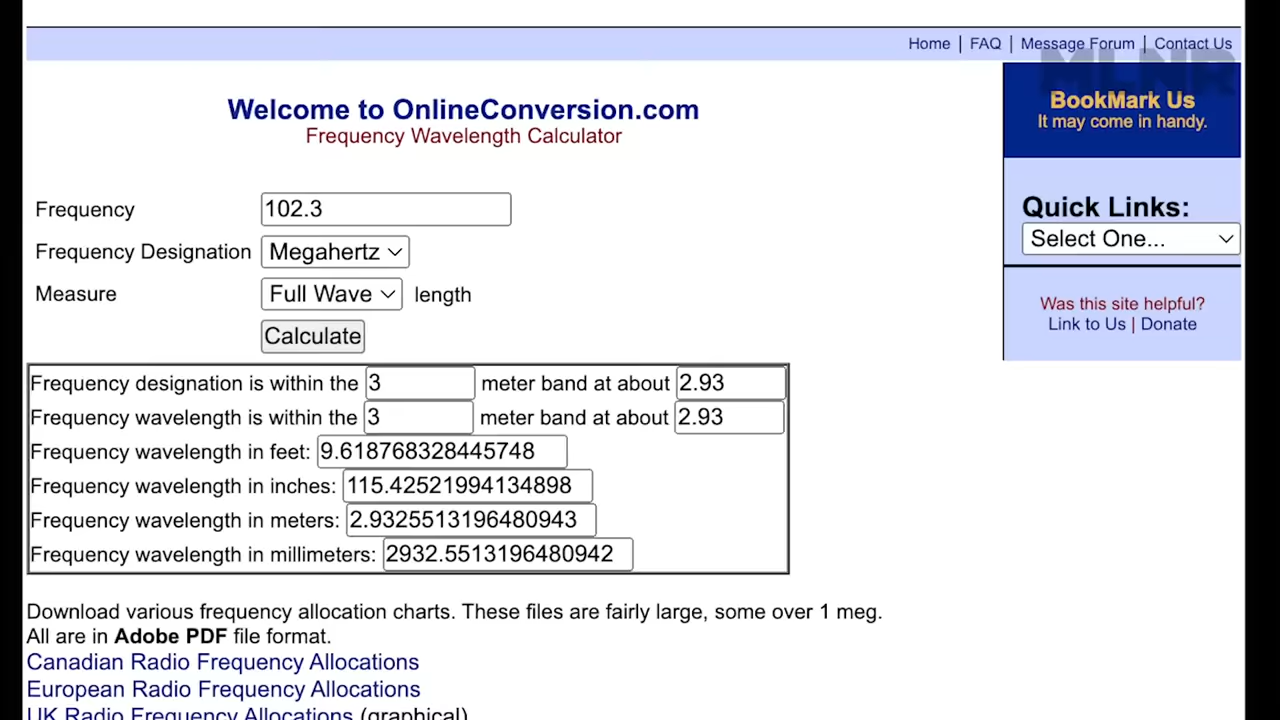 Home | FAQ | Message Forum | Contact Us
MLNR
BookMark Us
It may come in handy.
Welcome to OnlineConversion.com
Frequency Wavelength Calculator
Quick Links:
Select One...
Frequency 102.3
Frequency Designation Megahertz
Measure Full Wave length
Calculate
Was this site helpful?
Link to Us | Donate
Frequency designation is within the 3 meter band at about 2.93
Frequency wavelength is within the 3 meter band at about 2.93
Frequency wavelength in feet: 9.618768328445748
Frequency wavelength in inches: 115.42521994134898
Frequency wavelength in meters: 2.9325513196480943
Frequency wavelength in millimeters: 2932.5513196480942
Download various frequency allocation charts. These files are fairly large, some over 1 meg.
All are in Adobe PDF file format.
Canadian Radio Frequency Allocations
European Radio Frequency Allocations
UK Radio Frequency Allocations (graphical)